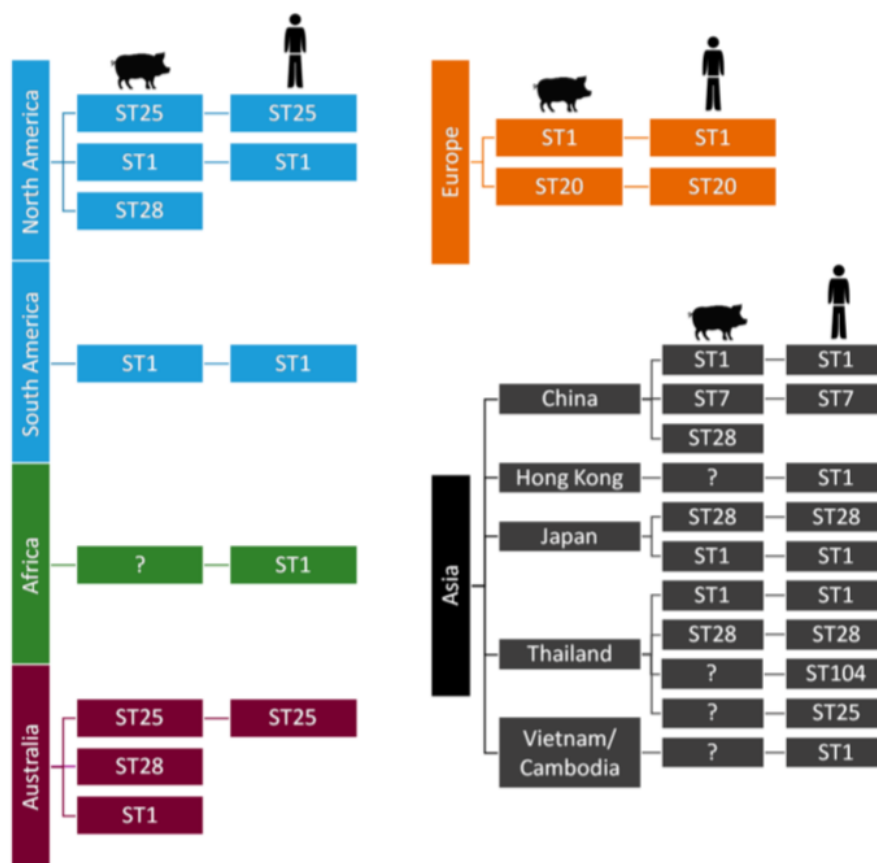 North America
ST25 ST25
ST1 ST1
ST28
South America
ST1 ST1
Africa
? ST1
Australia
ST25 ST25
ST28
ST1
Europe
ST1 ST1
ST20 ST20
Asia
China
ST1 ST1
ST7 ST7
ST28
Hong Kong ? ST1
Japan
ST28 ST28
ST1 ST1
Thailand
ST1 ST1
ST28 ST28
? ST104
? ST25
Vietnam/
Cambodia
? ST1